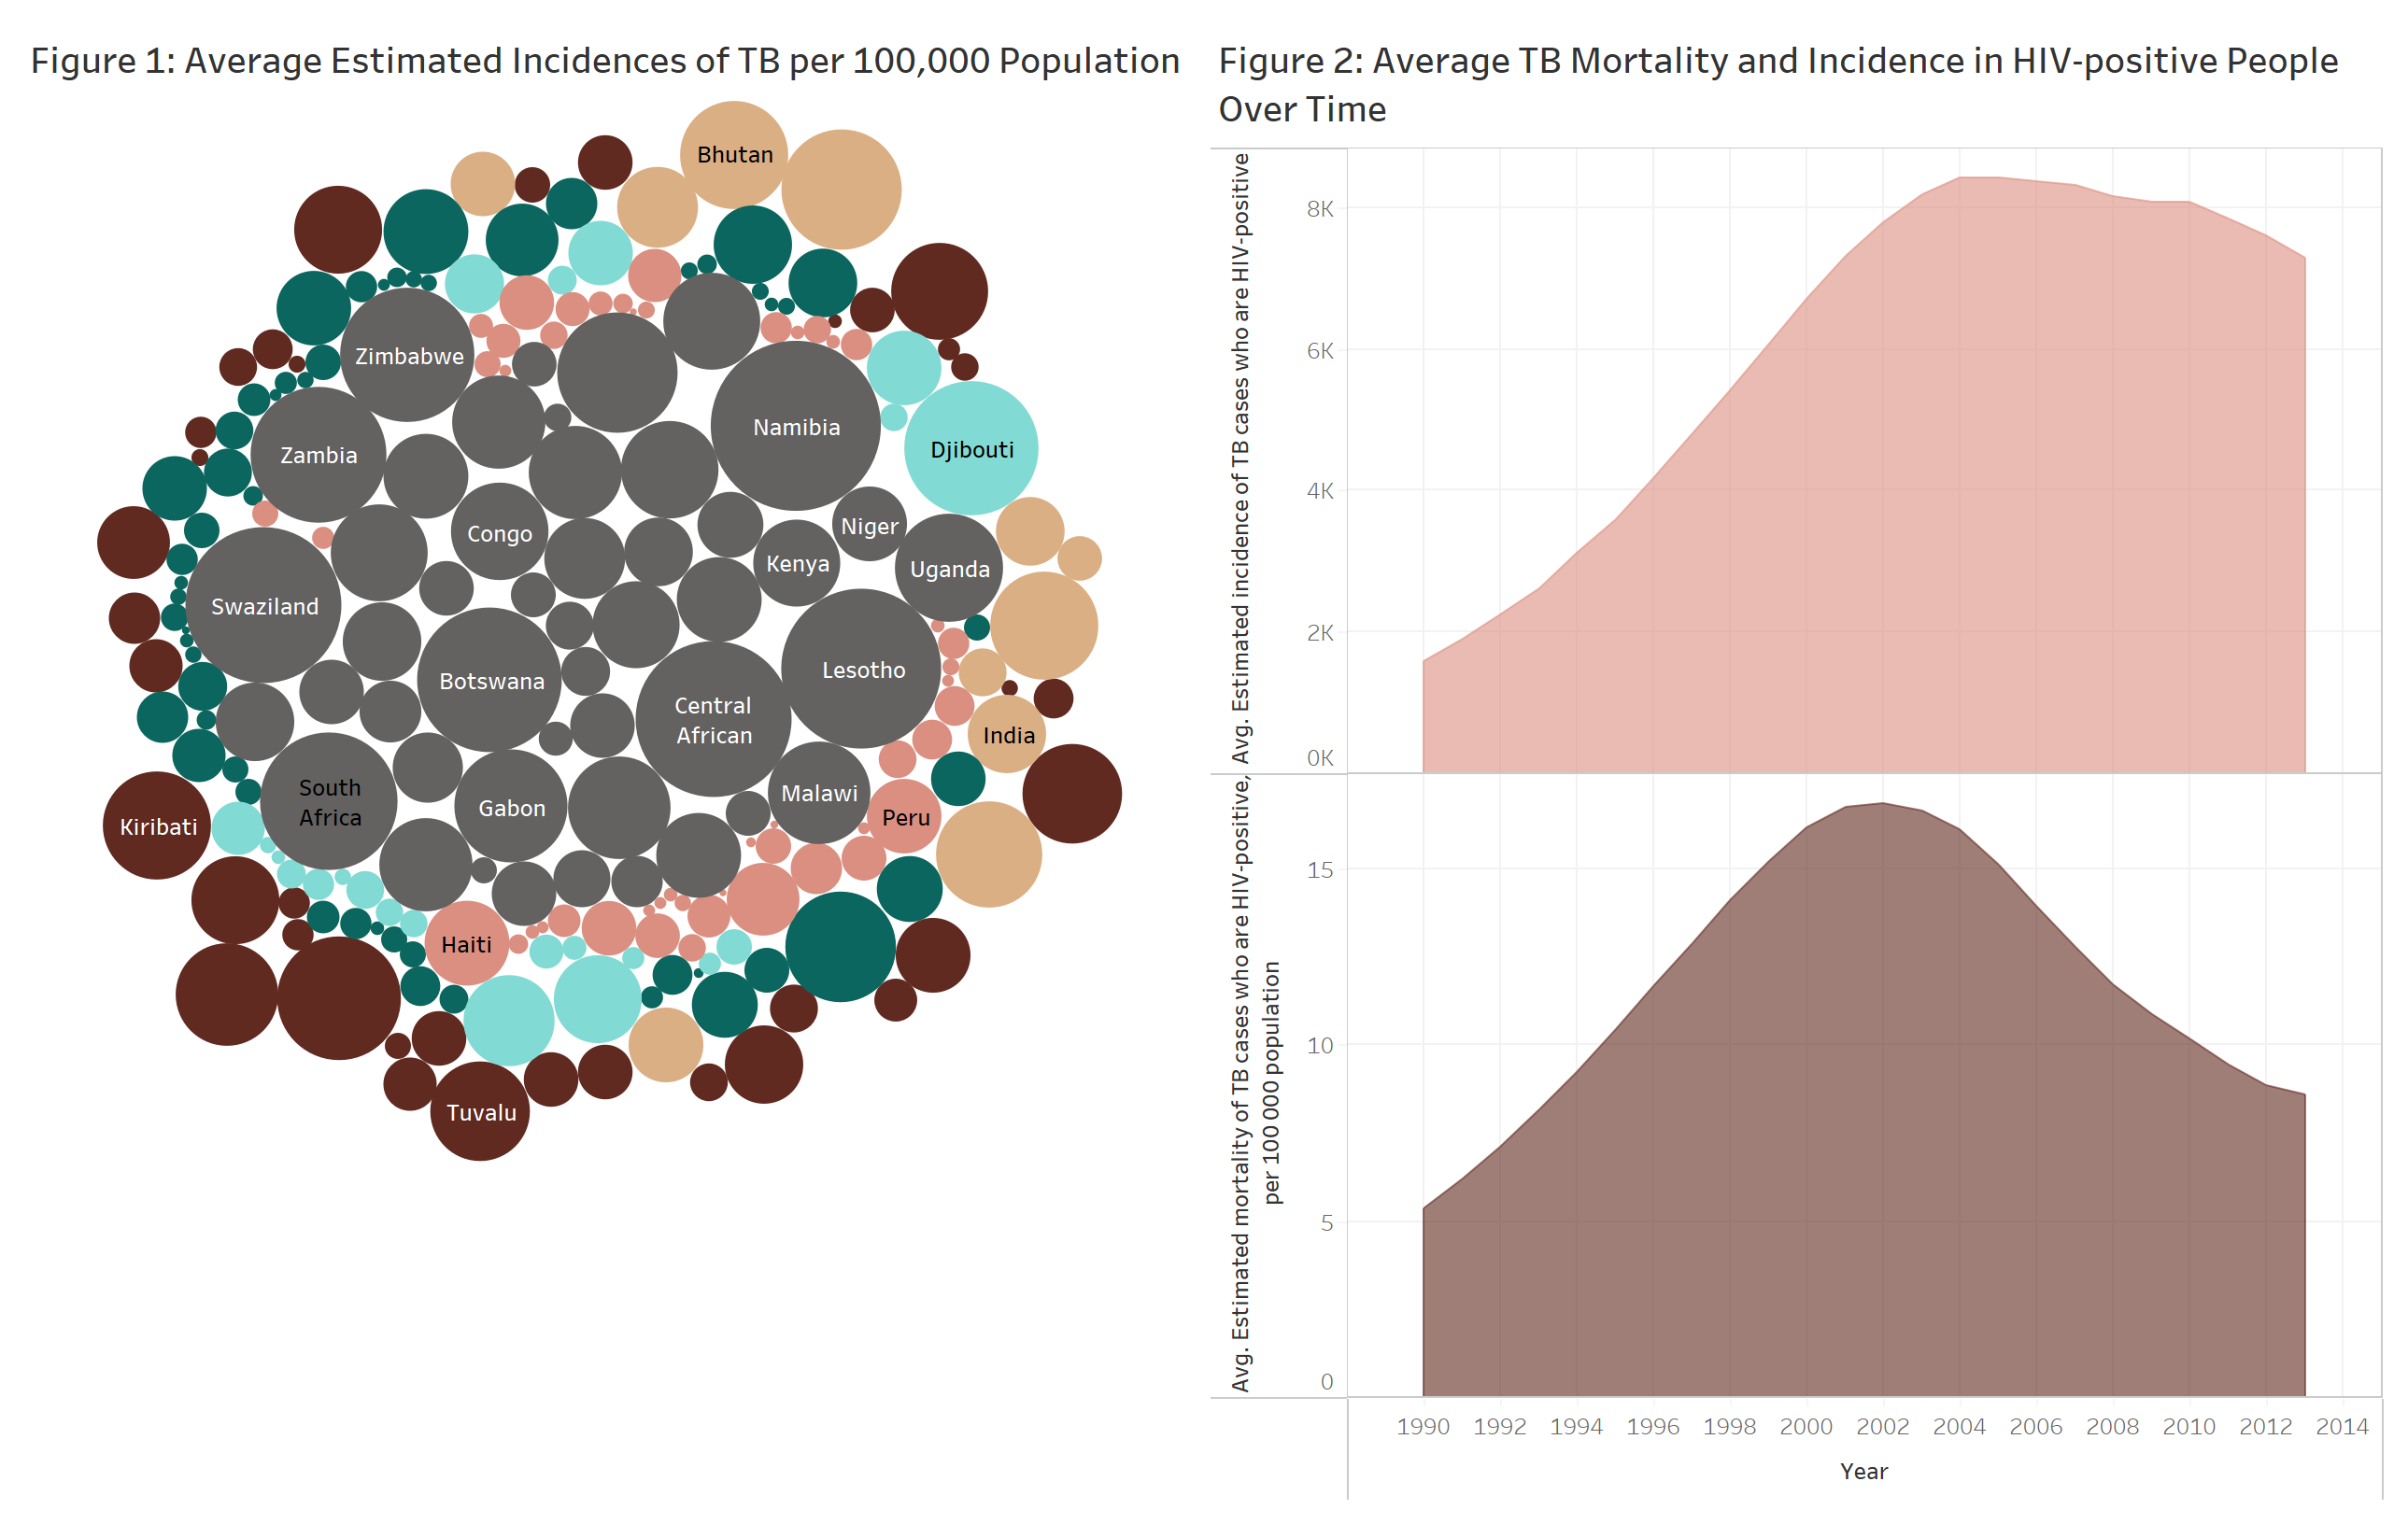 Figure 1: Average Estimated Incidences of TB per 100,000 Population
Bhutan
Zimbabwe
Namibia
Djibouti
Zambia
Congo
Niger
Kenya
Uganda
Swaziland
Botswana
Lesotho
Central
African
India
South
Africa
Gabon
Malawi
Peru
Kiribati
Haiti
Tuvalu
Figure 2: Average TB Mortality and Incidence in HIV-positive People
Over Time
Avg. Estimated incidence of TB cases who are HIV-positive
8K
6K
4K
2K
0K
Avg. Estimated mortality of TB cases who are HIV-positive,
per 100 000 population
15
10
5
0
1990 1992 1994 1996 1998 2000 2002 2004 2006 2008 2010 2012 2014
Year